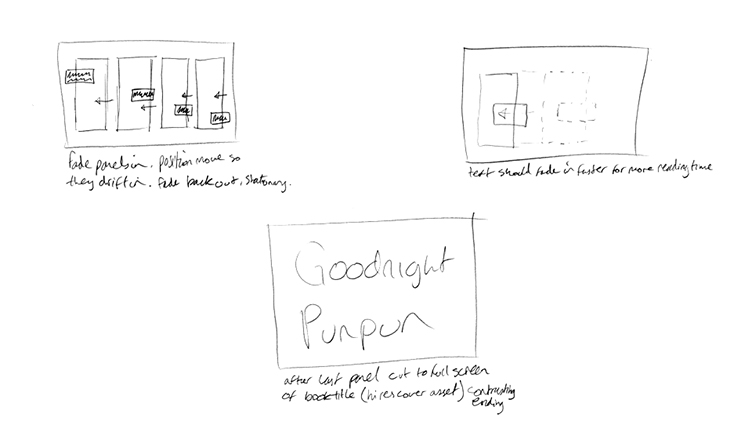 fade panels in. position move so
they drift in. fade back out, stationary.
text should fade in faster for more reading time
Goodnight
Punpun
after last panel cut to full screen
of book title (hi res cover asset) contrasting
ending